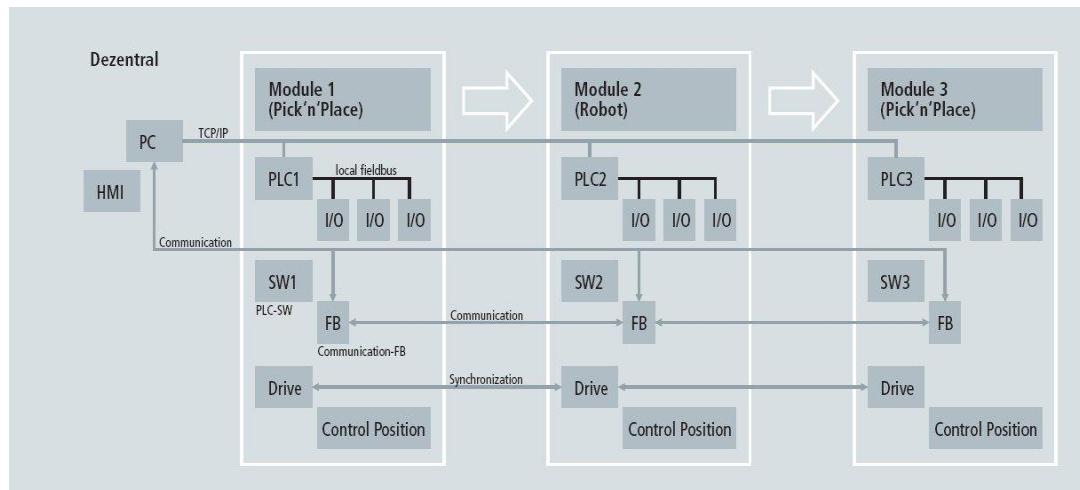 Dezentral
Module 1
(Pick'n'Place)
Module 2
(Robot)
Module 3
(Pick'n'Place)
PC
TCP/IP
HMI
PLC1
local fieldbus
I/O
I/O
I/O
PLC2
I/O
I/O
I/O
PLC3
I/O
I/O
I/O
Communication
SW1
PLC-SW
SW2
SW3
FB
Communication
FB
FB
Communication-FB
Drive
Synchronization
Drive
Drive
Control Position
Control Position
Control Position